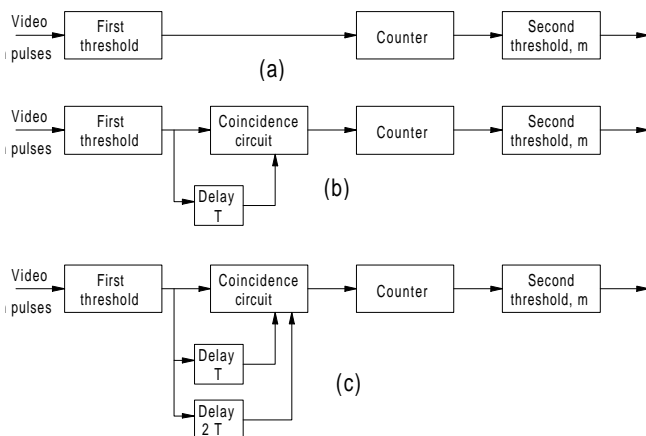 Video
pulses
First
threshold
Counter
Second
threshold, m
(a)
Video
pulses
First
threshold
Coincidence
circuit
Counter
Second
threshold, m
Delay
T
(b)
Video
pulses
First
threshold
Coincidence
circuit
Counter
Second
threshold, m
Delay
T
Delay
2 T
(c)